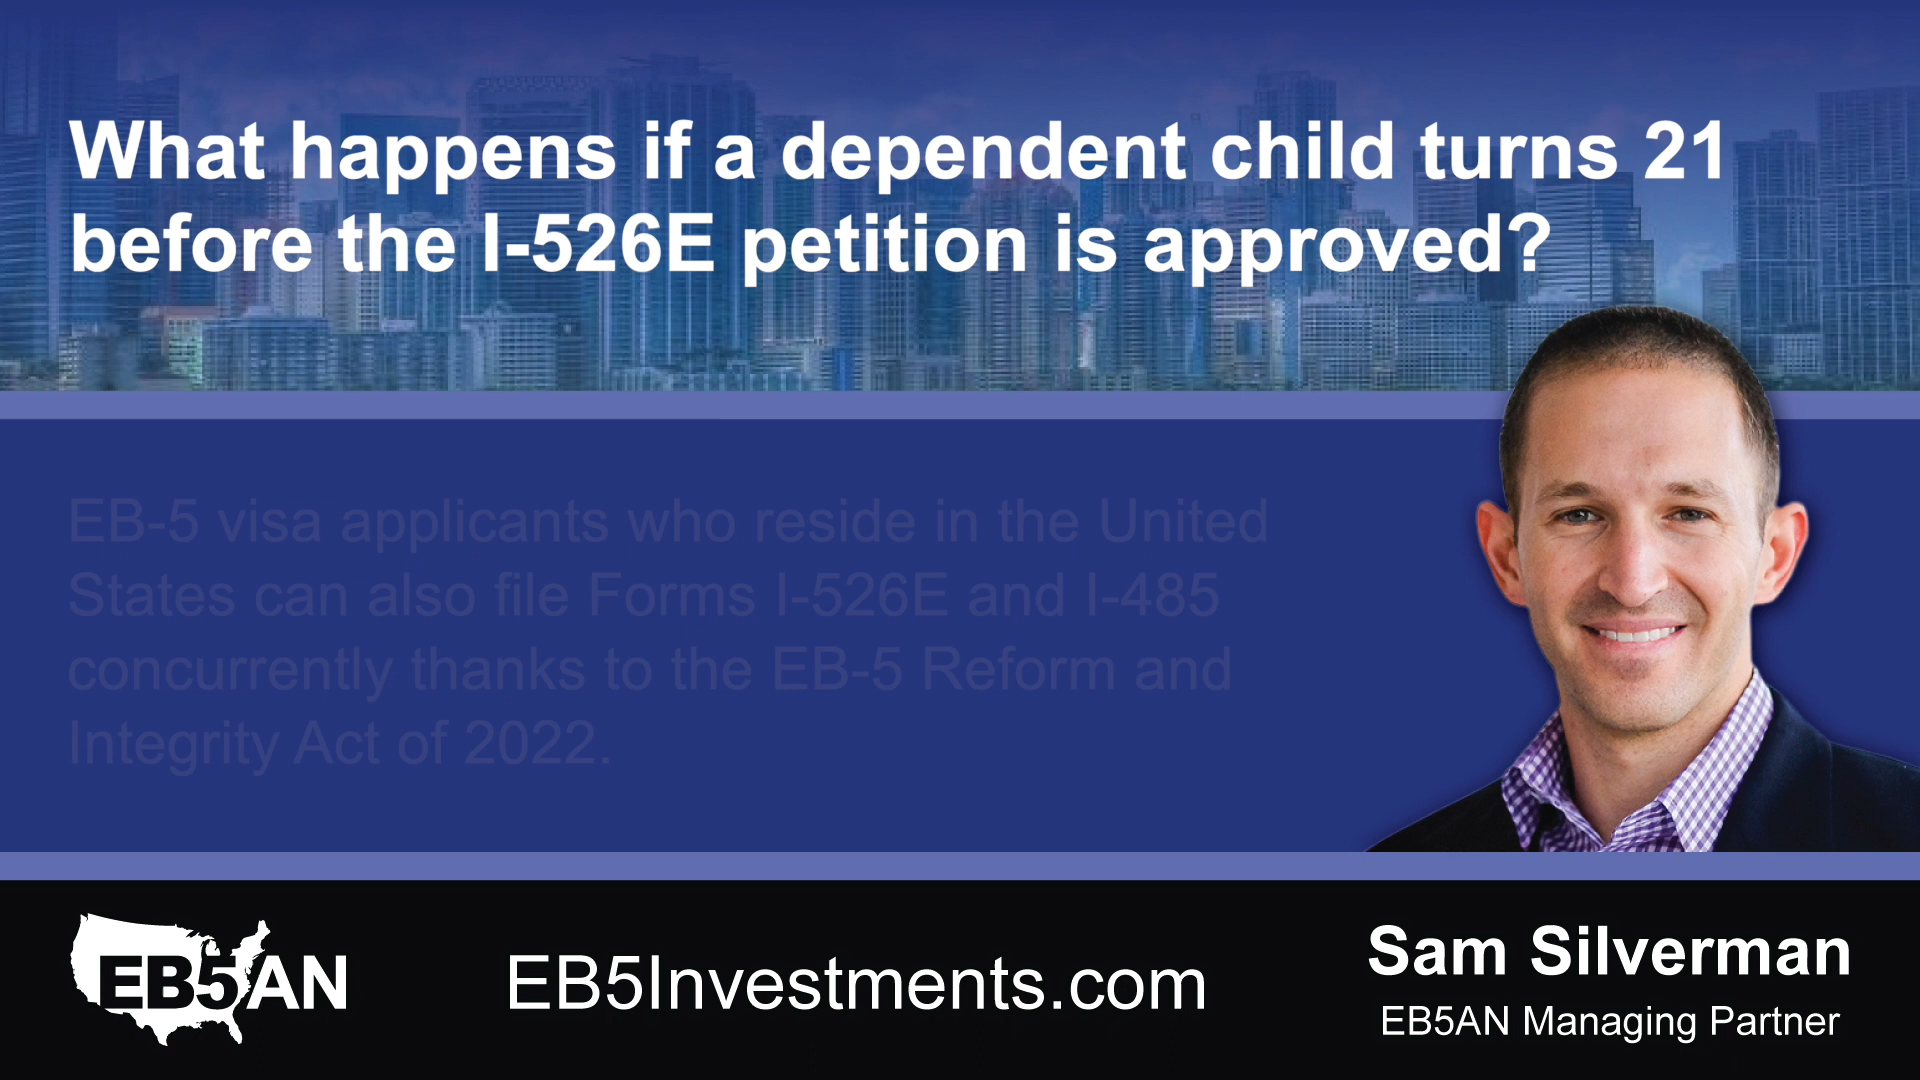 What happens if a dependent child turns 21
before the I-526E petition is approved?
EB-5 visa applicants who reside in the United
States can also file Forms I-526E and I-485
concurrently thanks to the EB-5 Reform and
Integrity Act of 2022.
EB5AN
EB5Investments.com
Sam Silverman
EB5AN Managing Partner